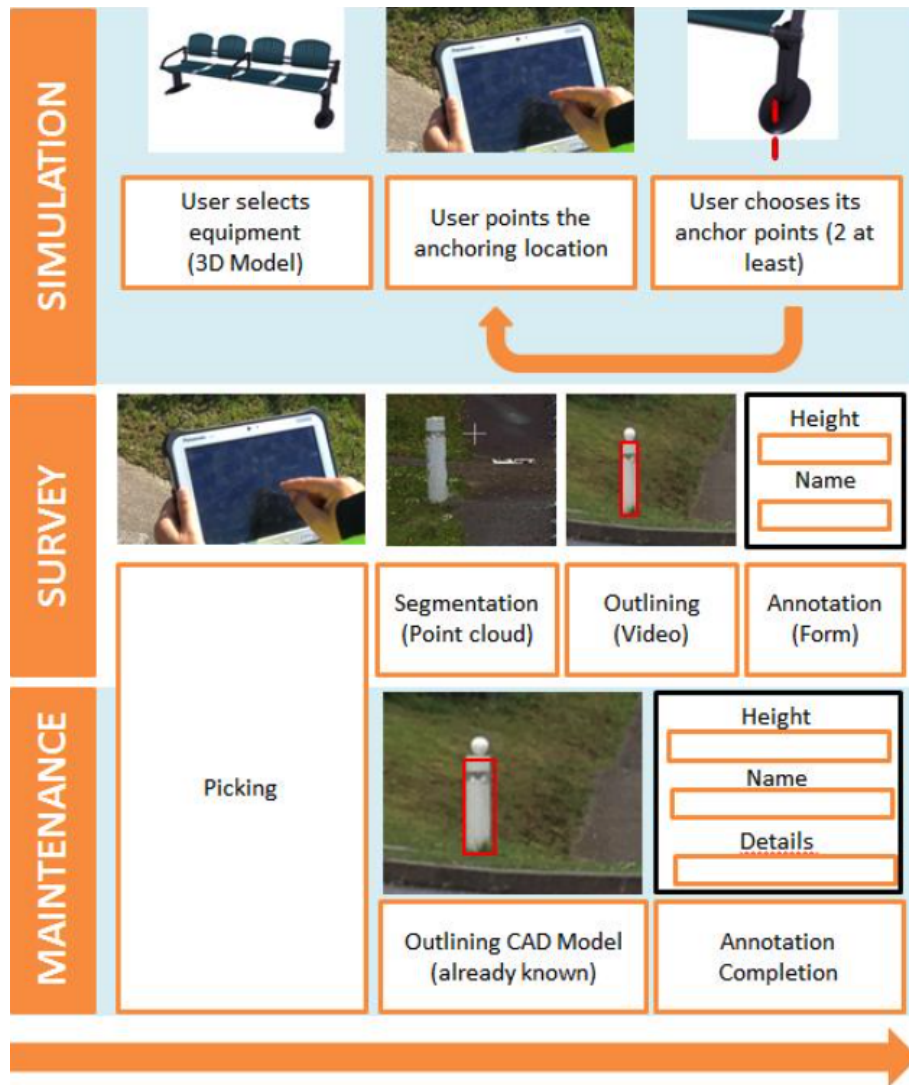 SIMULATION
User selects
equipment
(3D Model)
User points the
anchoring location
User chooses its
anchor points (2 at
least)
SURVEY
Height
Name
Segmentation
(Point cloud)
Outlining
(Video)
Annotation
(Form)
MAINTENANCE
Picking
Height
Name
Details
Outlining CAD Model
(already known)
Annotation
Completion